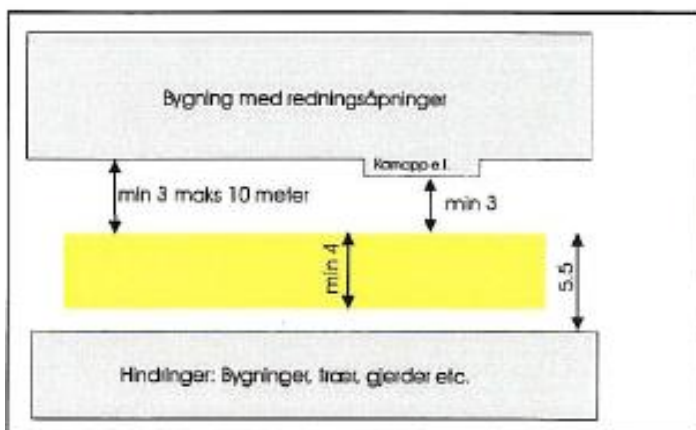 Bygning med redningsåpninger
Karnapp e.l.
min 3 maks 10 meter
min 3
min 4
5.5
Hindringer: Bygninger, trær, gjerder etc.